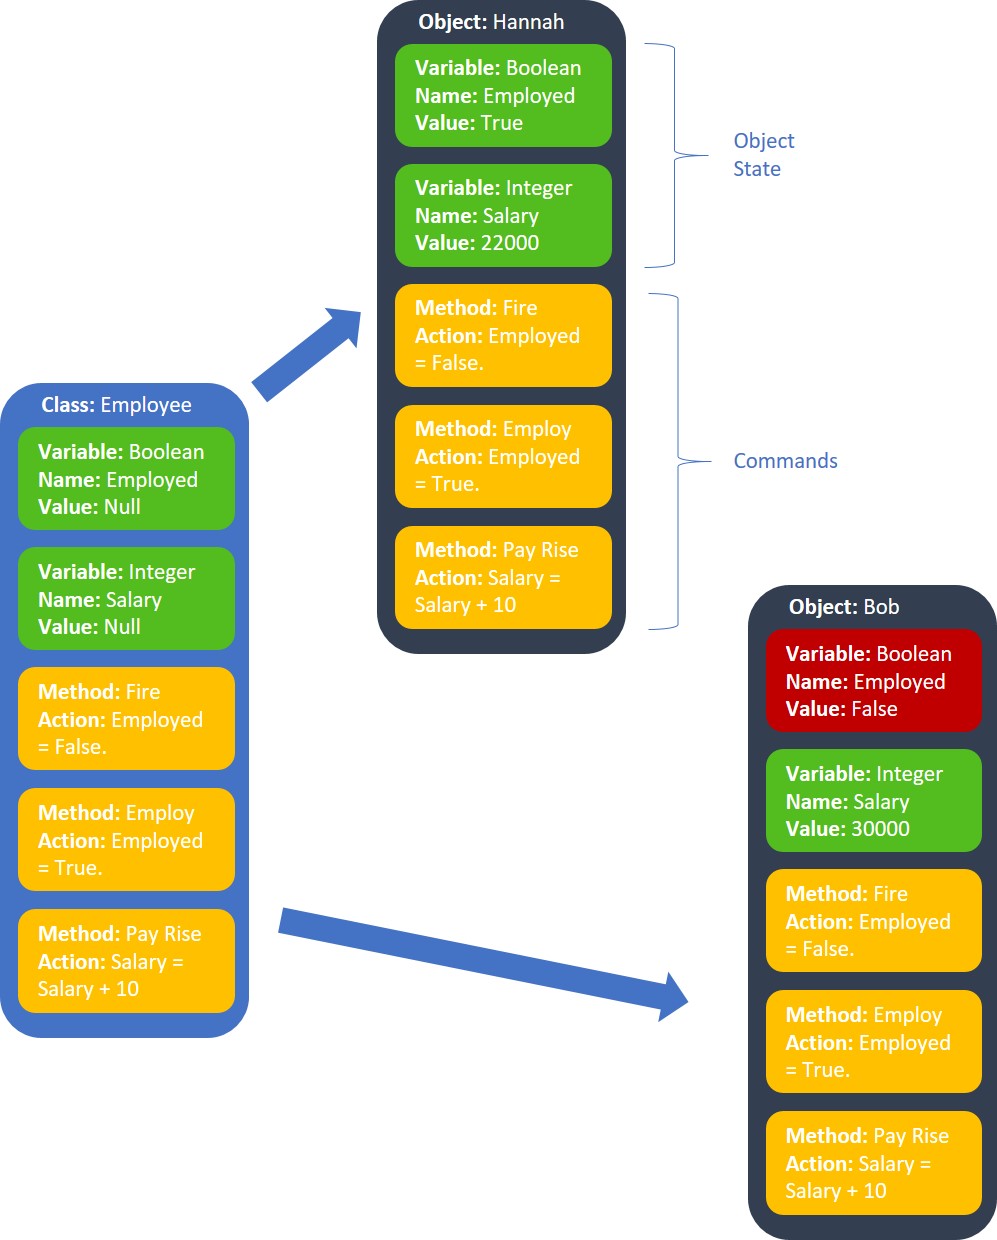 Object: Hannah
Variable: Boolean
Name: Employed
Value: True
Variable: Integer
Name: Salary
Value: 22000
Method: Fire
Action: Employed
= False.
Method: Employ
Action: Employed
= True.
Method: Pay Rise
Action: Salary =
Salary + 10
Object
State
Commands
Class: Employee
Variable: Boolean
Name: Employed
Value: Null
Variable: Integer
Name: Salary
Value: Null
Method: Fire
Action: Employed
= False.
Method: Employ
Action: Employed
= True.
Method: Pay Rise
Action: Salary =
Salary + 10
Object: Bob
Variable: Boolean
Name: Employed
Value: False
Variable: Integer
Name: Salary
Value: 30000
Method: Fire
Action: Employed
= False.
Method: Employ
Action: Employed
= True.
Method: Pay Rise
Action: Salary =
Salary + 10